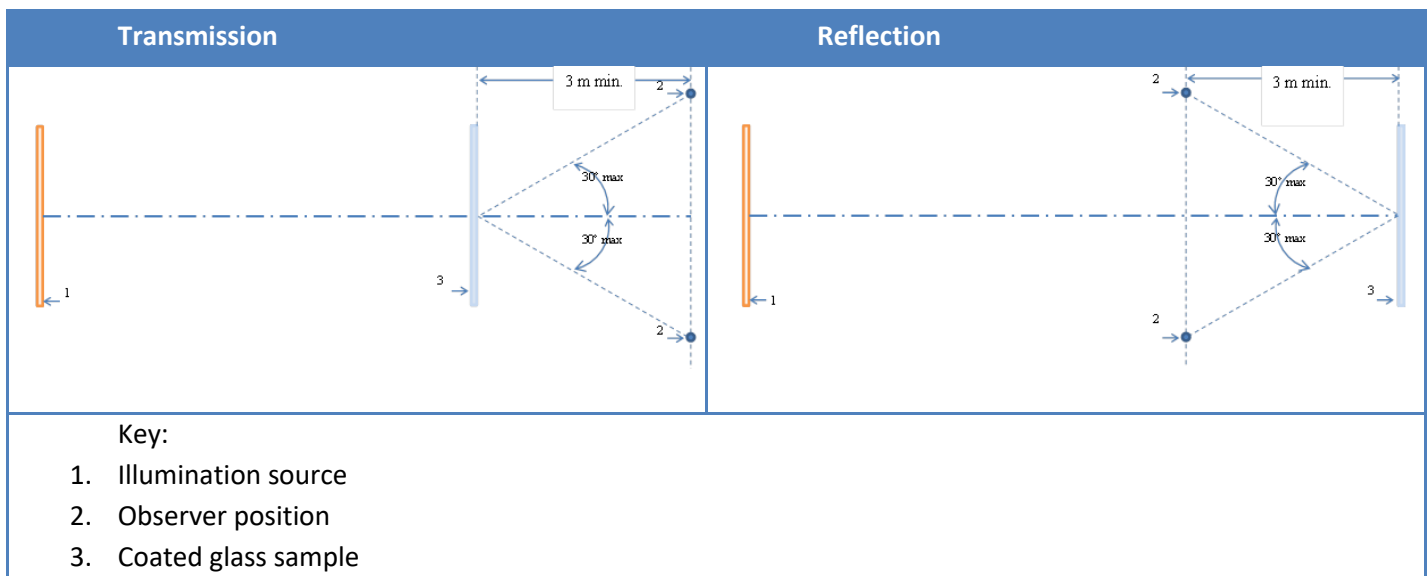 Transmission
Reflection
3 m min.
2
30° max
30° max
3
1
2
2
3 m min.
30° max
30° max
3
1
2
Key:
1. Illumination source
2. Observer position
3. Coated glass sample